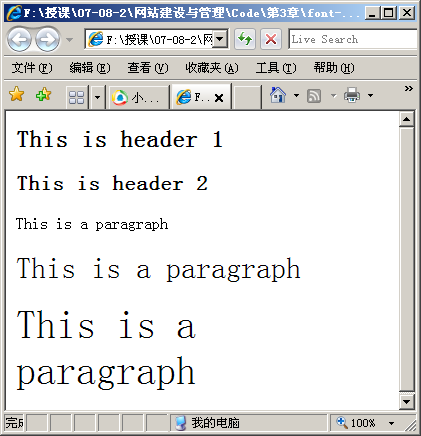 F:\授课\07-08-2\网站建设与管理\Code\第3章\font-...
F:\授课\07-08-2\网
Live Search
文件(F) 编辑(E) 查看(V) 收藏夹(A) 工具(T) 帮助(H)
小... F... 
This is header 1
This is header 2
This is a paragraph
This is a paragraph
This is a
paragraph
我的电脑 100%